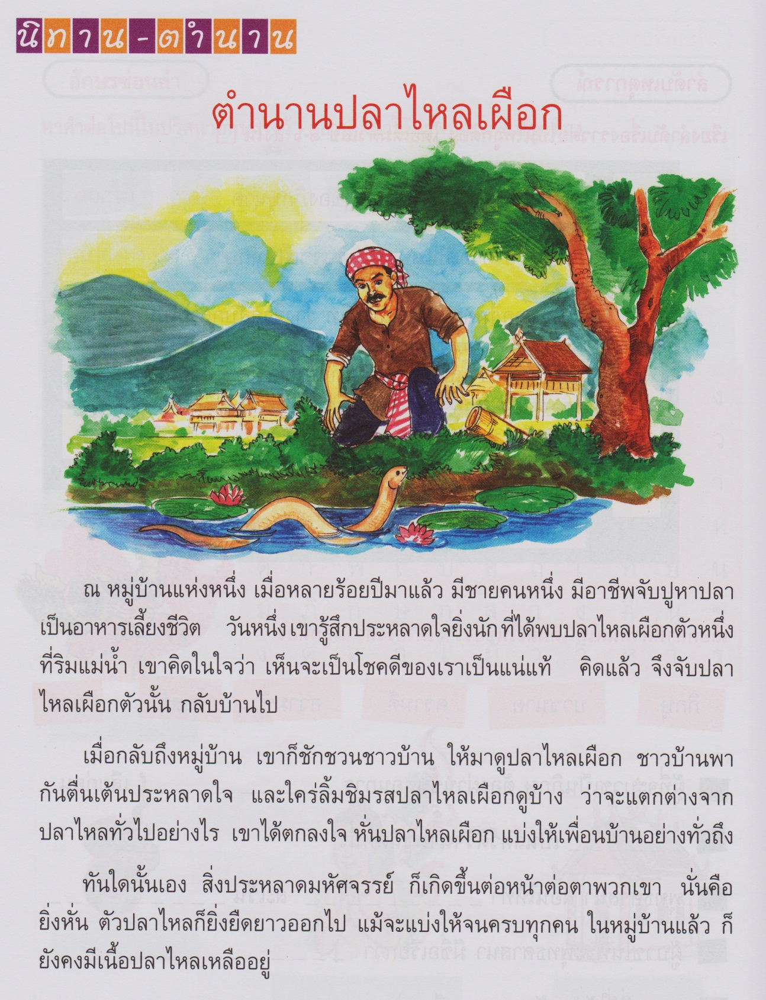 นิทาน-ตำนาน
ตำนานปลาไหลเผือก
ณ หมู่บ้านแห่งหนึ่ง เมื่อหลายร้อยปีมาแล้ว มีชายคนหนึ่ง มีอาชีพจับปูหาปลา
เป็นอาหารเลี้ยงชีวิต วันหนึ่ง เขารู้สึกประหลาดใจยิ่งนัก ที่ได้พบปลาไหลเผือกตัวหนึ่ง
ที่ริมแม่น้ำ เขาคิดในใจว่า เห็นจะเป็นโชคดีของเราเป็นแน่แท้ คิดแล้ว จึงจับปลา
ไหลเผือกตัวนั้น กลับบ้านไป
เมื่อกลับถึงหมู่บ้าน เขาก็ชักชวนชาวบ้าน ให้มาดูปลาไหลเผือก ชาวบ้านพา
กันตื่นเต้นประหลาดใจ และใคร่ลิ้มชิมรสปลาไหลเผือกดูบ้าง ว่าจะแตกต่างจาก
ปลาไหลทั่วไปอย่างไร เขาได้ตกลงใจ หั่นปลาไหลเผือก แบ่งให้เพื่อนบ้านอย่างทั่วถึง
ทันใดนั้นเอง สิ่งประหลาดมหัศจรรย์ ก็เกิดขึ้นต่อหน้าต่อตาพวกเขา นั่นคือ
ยิ่งหั่น ตัวปลาไหลก็ยิ่งยืดยาวออกไป แม้จะแบ่งให้จนครบทุกคน ในหมู่บ้านแล้ว ก็
ยังคงมีเนื้อปลาไหลเหลืออยู่